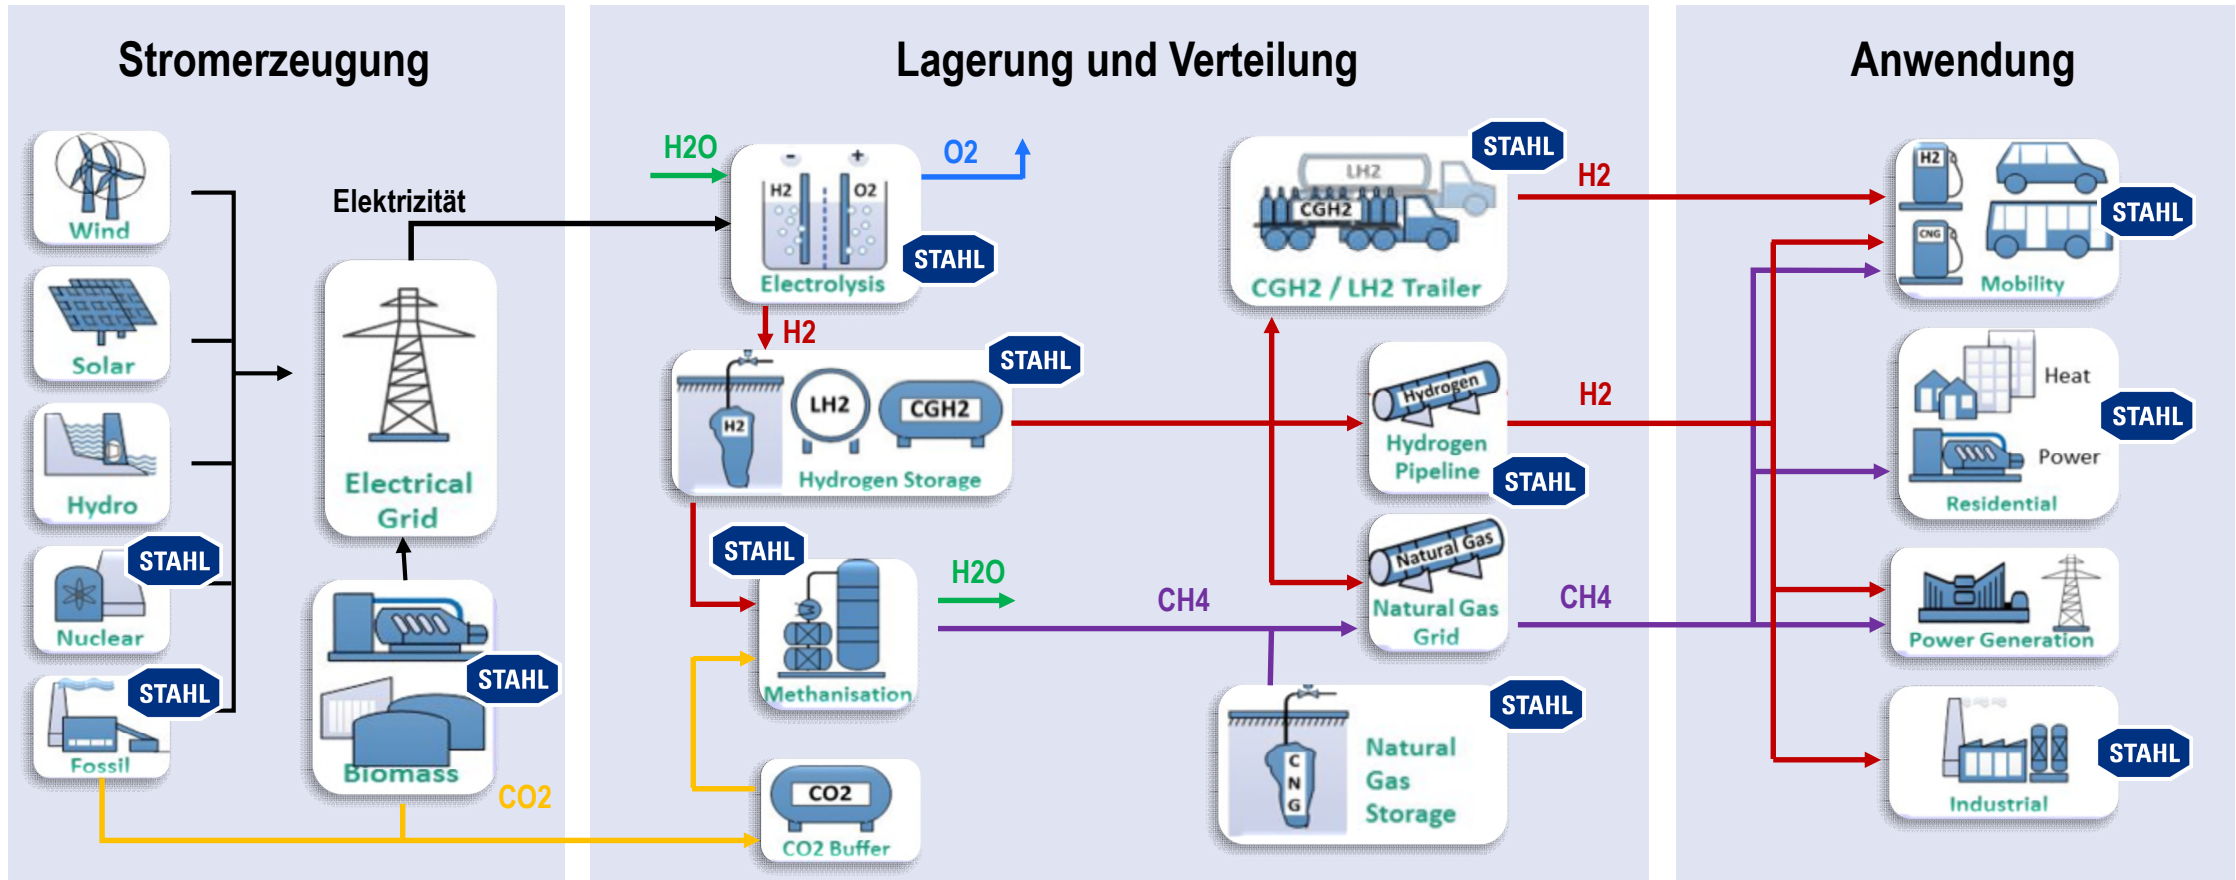 Stromerzeugung
Wind
Solar
Hydro
STAHL
Nuclear
STAHL
Fossil
Elektrizität
Electrical
Grid
STAHL
Biomass
CO2
Lagerung und Verteilung
H2O
- +
H2 O2
Electrolysis
O2
STAHL
H2
STAHL
H2
LH2
CGH2
Hydrogen Storage
STAHL
Methanisation
H2O
CH4
CO2
CO2 Buffer
STAHL
LH2
CGH2
CGH2 / LH2 Trailer
H2
Hydrogen
Hydrogen
Pipeline
STAHL
H2
Natural Gas
Natural Gas
Grid
CH4
STAHL
C
N
G
Natural
Gas
Storage
Anwendung
H2
CNG
STAHL
Mobility
Heat
STAHL
Power
Residential
Power Generation
STAHL
Industrial